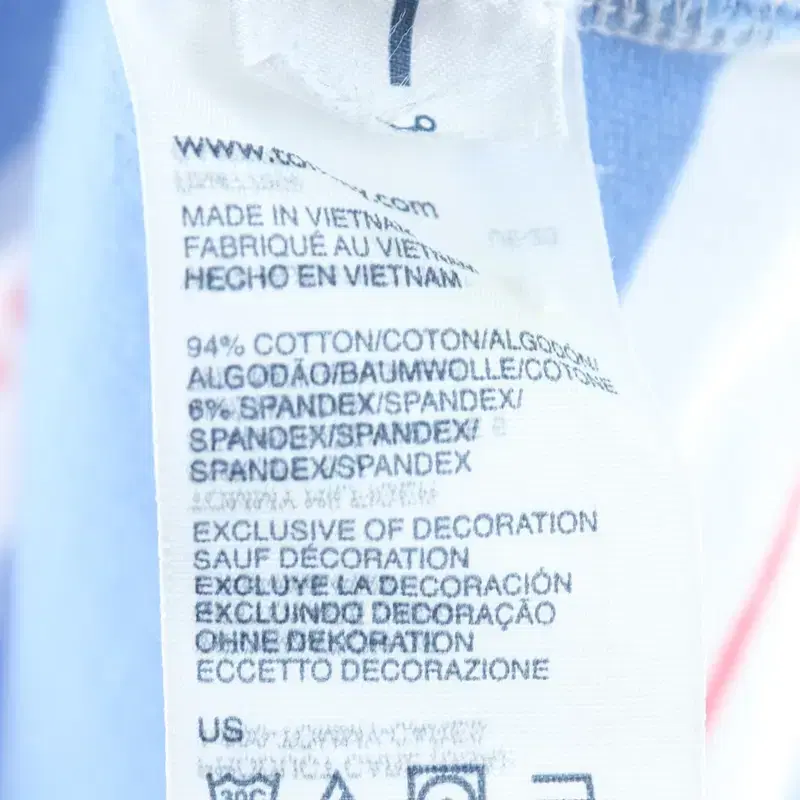 MADE IN VIETNAM
FABRIQUÉ AU VIETNAM
HECHO EN VIETNAM
94% COTTON/COTON/ALGODÓN/
ALGODÃO/BAUMWOLLE/COTONE
6% SPANDEX/SPANDEX/
SPANDEX/SPANDEX/
SPANDEX/SPANDEX
EXCLUSIVE OF DECORATION
SAUF DÉCORATION
EXCLUYE LA DECORACIÓN
EXCLUINDO DECORAÇÃO
OHNE DEKORATION
ECCETTO DECORAZIONE
US
30C